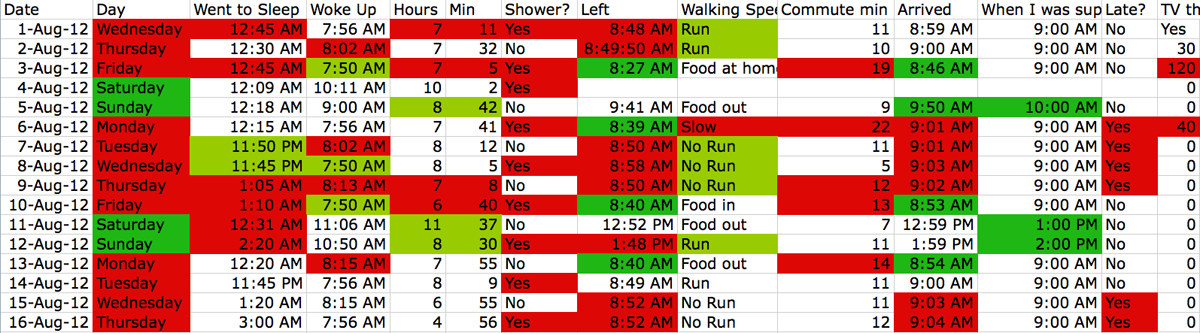 Date Day Went to Sleep Woke Up Hours Min Shower? Left Walking Spee Commute min Arrived When I was sup Late? TV th
1-Aug-12 Wednesday 12:45 AM 7:56 AM 7 11 Yes 8:48 AM Run 11 8:59 AM 9:00 AM No Yes
2-Aug-12 Thursday 12:30 AM 8:02 AM 7 32 No 8:49:50 AM Run 10 9:00 AM 9:00 AM No 30
3-Aug-12 Friday 12:45 AM 7:50 AM 7 5 Yes 8:27 AM Food at home 19 8:46 AM 9:00 AM No 120
4-Aug-12 Saturday 12:09 AM 10:11 AM 10 2 Yes 0
5-Aug-12 Sunday 12:18 AM 9:00 AM 8 42 No 9:41 AM Food out 9 9:50 AM 10:00 AM No 0
6-Aug-12 Monday 12:15 AM 7:56 AM 7 41 Yes 8:39 AM Slow 22 9:01 AM 9:00 AM Yes 40
7-Aug-12 Tuesday 11:50 PM 8:02 AM 8 12 No 8:50 AM No Run 11 9:01 AM 9:00 AM Yes 0
8-Aug-12 Wednesday 11:45 PM 7:50 AM 8 5 Yes 8:58 AM No Run 5 9:03 AM 9:00 AM Yes 0
9-Aug-12 Thursday 1:05 AM 8:13 AM 7 8 No 8:50 AM No Run 12 9:02 AM 9:00 AM Yes 0
10-Aug-12 Friday 1:10 AM 7:50 AM 6 40 Yes 8:40 AM Food in 13 8:53 AM 9:00 AM No 0
11-Aug-12 Saturday 12:31 AM 11:06 AM 11 37 No 12:52 PM Food out 7 12:59 PM 1:00 PM No 0
12-Aug-12 Sunday 2:20 AM 10:50 AM 8 30 Yes 1:48 PM Run 11 1:59 PM 2:00 PM No 0
13-Aug-12 Monday 12:20 AM 8:15 AM 7 55 No 8:40 AM Food out 14 8:54 AM 9:00 AM No 0
14-Aug-12 Tuesday 11:45 PM 7:56 AM 8 9 Yes 8:49 AM Run 11 9:00 AM 9:00 AM No 0
15-Aug-12 Wednesday 1:20 AM 8:15 AM 6 55 No 8:52 AM No Run 11 9:03 AM 9:00 AM Yes 0
16-Aug-12 Thursday 3:00 AM 7:56 AM 4 56 Yes 8:52 AM No Run 12 9:04 AM 9:00 AM Yes 0